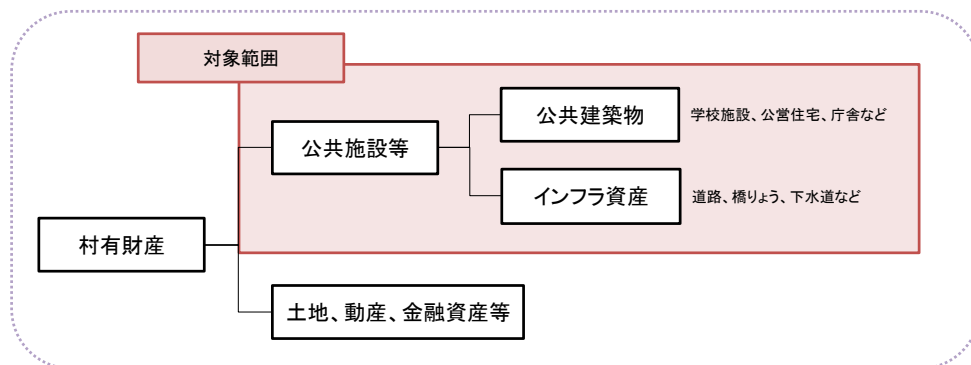 対象範囲
公共建築物
学校施設、公営住宅、庁舎など
公共施設等
インフラ資産
道路、橋りょう、下水道など
村有財産
土地、動産、金融資産等